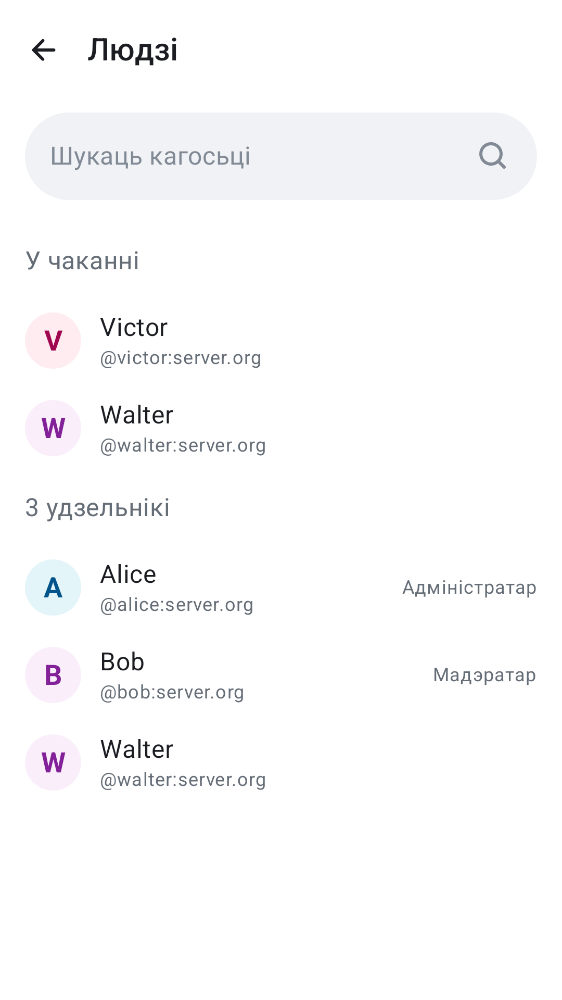 Людзі
Шукаць кагосьці
У чаканні
V
Victor
@victor:server.org
W
Walter
@walter:server.org
3 удзельнікі
A
Alice
@alice:server.org
Адміністратар
B
Bob
@bob:server.org
Мадэратар
W
Walter
@walter:server.org